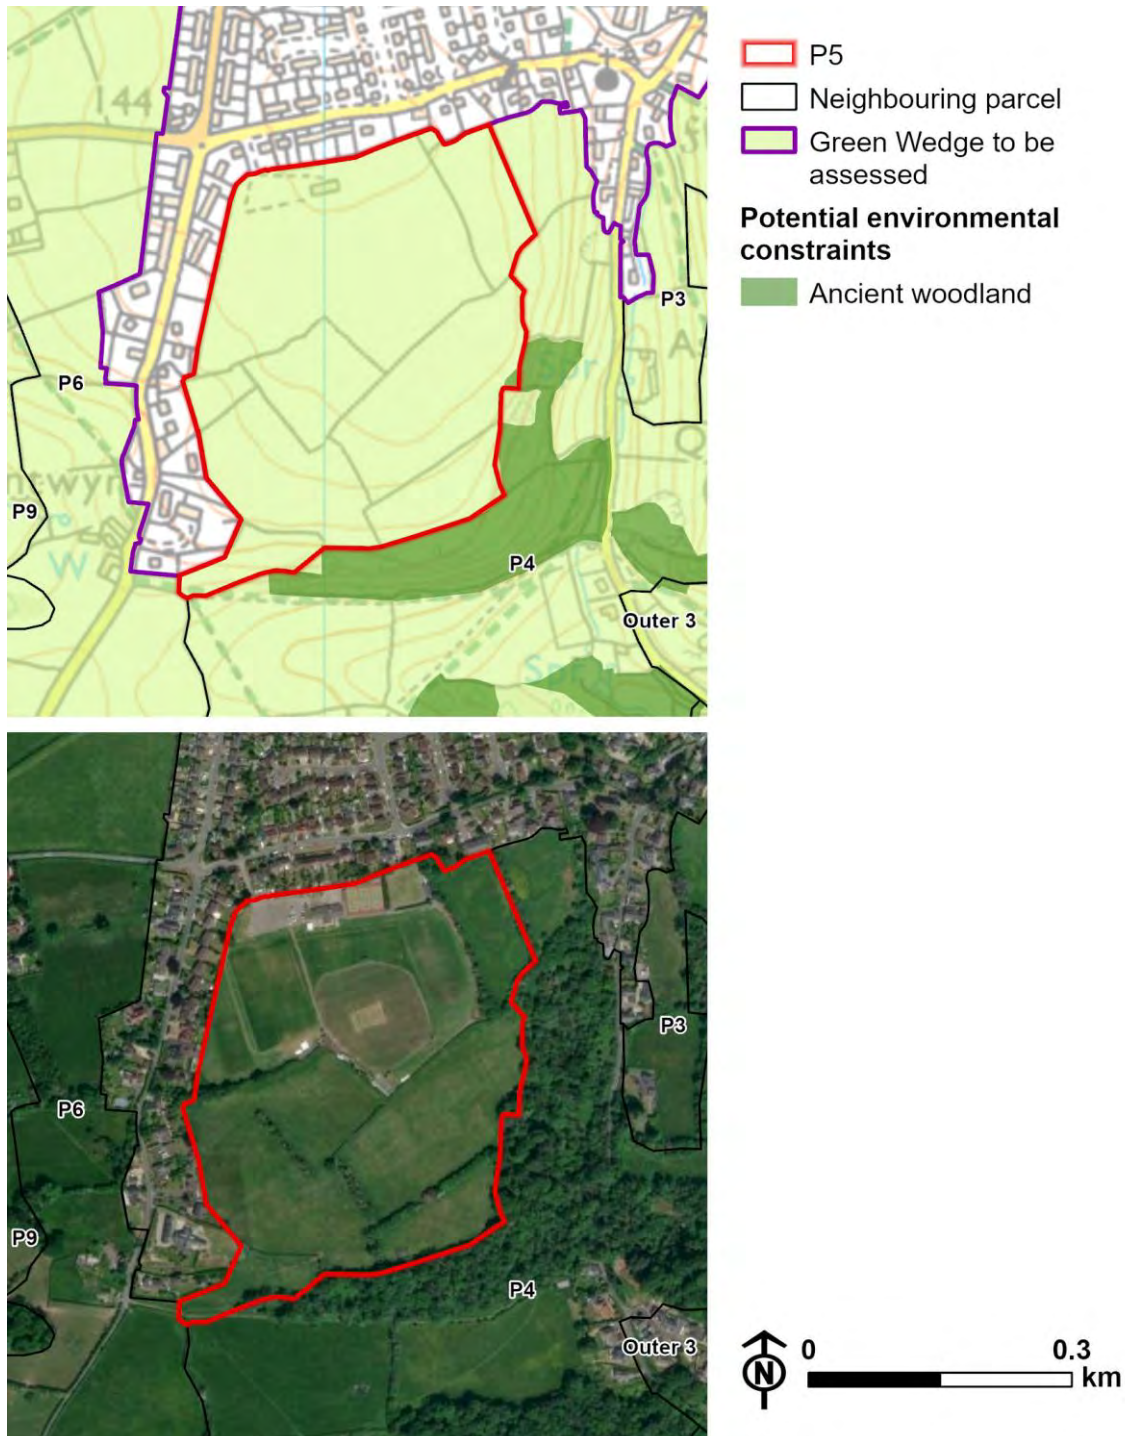 P5
Neighbouring parcel
Green Wedge to be
assessed
Potential environmental
constraints
Ancient woodland
144
P3
P6
P9
W
P4
Outer 3
P3
P6
P9
P4
Outer 3
N
0 0.3
km